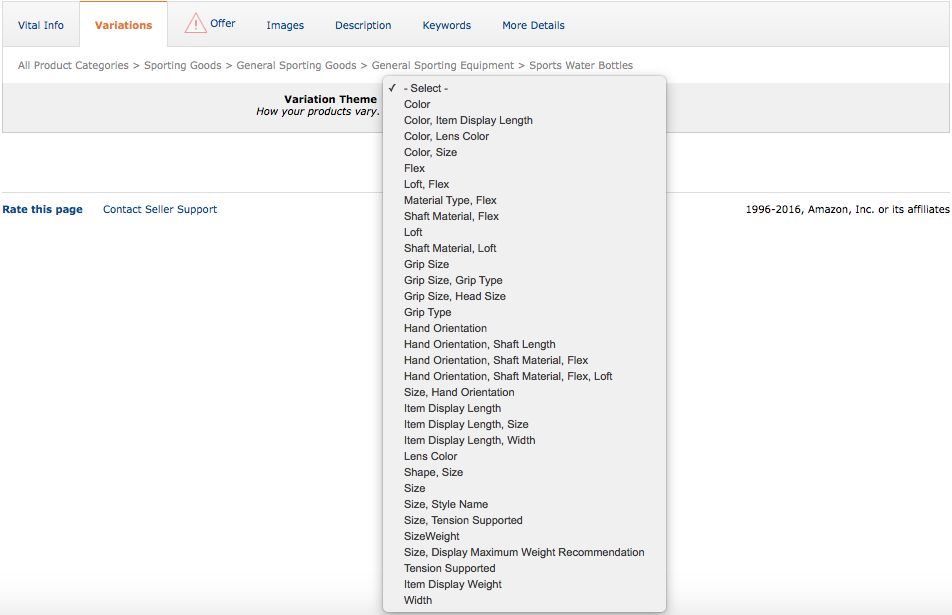 Vital Info Variations Offer Images Description Keywords More Details
All Product Categories > Sporting Goods > General Sporting Goods > General Sporting Equipment > Sports Water Bottles
Variation Theme
How your products vary.
✓ - Select -
Color
Color, Item Display Length
Color, Lens Color
Color, Size
Flex
Loft, Flex
Material Type, Flex
Shaft Material, Flex
Loft
Shaft Material, Loft
Grip Size
Grip Size, Grip Type
Grip Size, Head Size
Grip Type
Hand Orientation
Hand Orientation, Shaft Length
Hand Orientation, Shaft Material, Flex
Hand Orientation, Shaft Material, Flex, Loft
Size, Hand Orientation
Item Display Length
Item Display Length, Size
Item Display Length, Width
Lens Color
Shape, Size
Size
Size, Style Name
Size, Tension Supported
SizeWeight
Size, Display Maximum Weight Recommendation
Tension Supported
Item Display Weight
Width
Rate this page Contact Seller Support 1996-2016, Amazon, Inc. or its affiliates